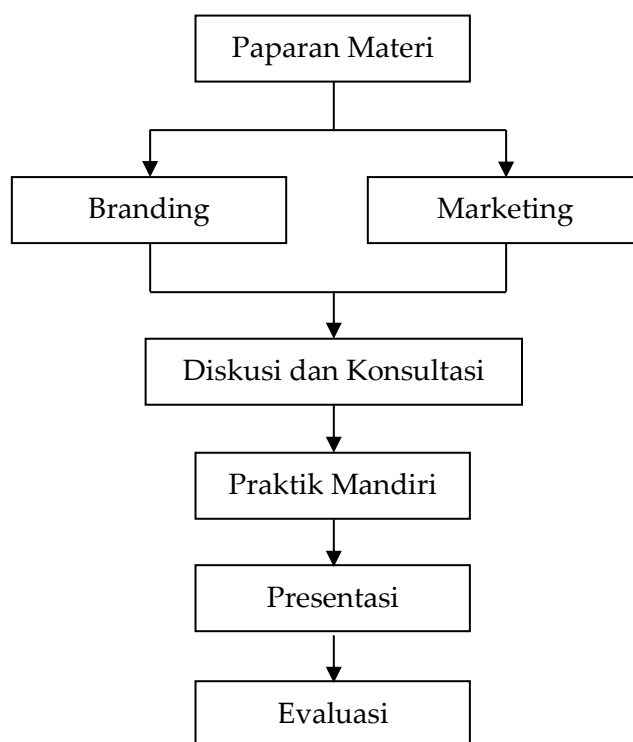 Paparan Materi
Branding
Marketing
Diskusi dan Konsultasi
Praktik Mandiri
Presentasi
Evaluasi